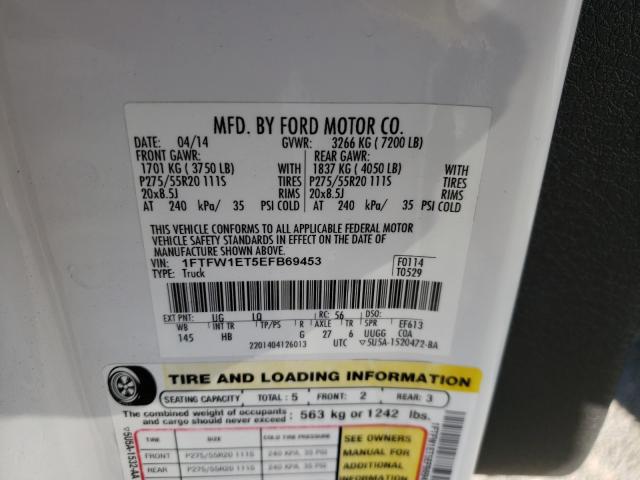 MFD. BY FORD MOTOR CO.
DATE: 04/14 GVWR: 3266 KG ( 7200 LB)
FRONT GAWR: REAR GAWR:
1701 KG ( 3750 LB) WITH 1837 KG ( 4050 LB) WITH
P275/55R20 111S TIRES P275/55R20 111S TIRES
20x8.5J RIMS 20x8.5J RIMS
AT 240 kPa/ 35 PSI COLD AT 240 kPa/ 35 PSI COLD
THIS VEHICLE CONFORMS TO ALL APPLICABLE FEDERAL MOTOR
VEHICLE SAFETY STANDARDS IN EFFECT ON THE DATE OF
MANUFACTURE SHOWN ABOVE.
VIN: 1FTFW1ET5EFB69453 F0114
TYPE: Truck T0529
EXT PNT: UG LQ RC: 56 DSO:
WB INT TR TP/PS R AXLE TR SPR EF613
145 HB G 27 6 UUGG COA
2201404126013 UTC ▽5U5A-1520472-BA
TIRE AND LOADING INFORMATION
SEATING CAPACITY TOTAL : 5 FRONT: 2 REAR: 3
The combined weight of occupants
and cargo should never exceed : 563 kg or 1242 lbs.
TIRE SIZE COLD TIRE PRESSURE SEE OWNERS
FRONT P275/55R20 111S 240 KPA, 35 PSI MANUAL FOR
REAR P275/55R20 111S 240 KPA, 35 PSI ADDITIONAL
INFORMATION